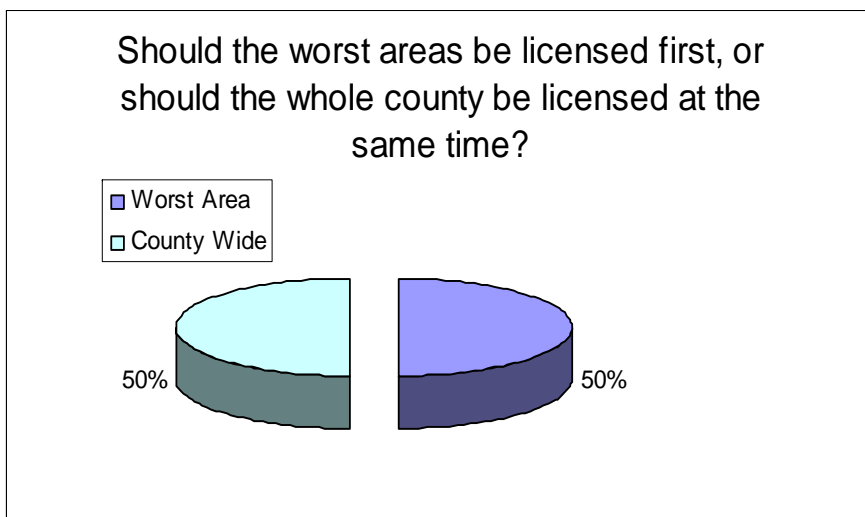 Should the worst areas be licensed first, or
should the whole county be licensed at the
same time?
Worst Area
County Wide
50%
50%